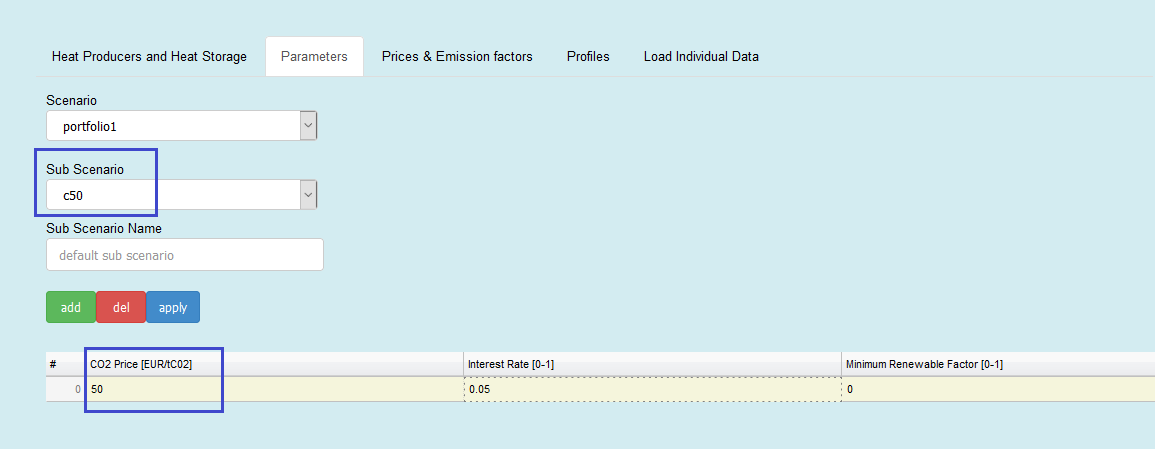 Heat Producers and Heat Storage Parameters Prices & Emission factors Profiles Load Individual Data
Scenario
portfolio1
Sub Scenario
c50
Sub Scenario Name
default sub scenario
add del apply
# CO2 Price [EUR/tC02] Interest Rate [0-1] Minimum Renewable Factor [0-1]
0 50 0.05 0